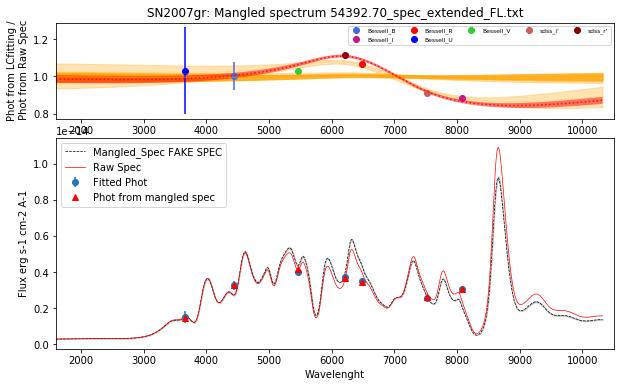 SN2007gr: Mangled spectrum 54392.70_spec_extended_FL.txt
Phot from LCfitting /
Phot from Raw Spec
1.2
1.0
0.8
Bessell_B
Bessell_I
Bessell_R
Bessell_U
Bessell_V
sdss_i'
sdss_r'
2000 3000 4000 5000 6000 7000 8000 9000 10000
1e-14
Flux erg s-1 cm-2 A-1
1.0
0.8
0.6
0.4
0.2
0.0
Mangled_Spec FAKE SPEC
Raw Spec
Fitted Phot
Phot from mangled spec
2000 3000 4000 5000 6000 7000 8000 9000 10000
Wavelenght